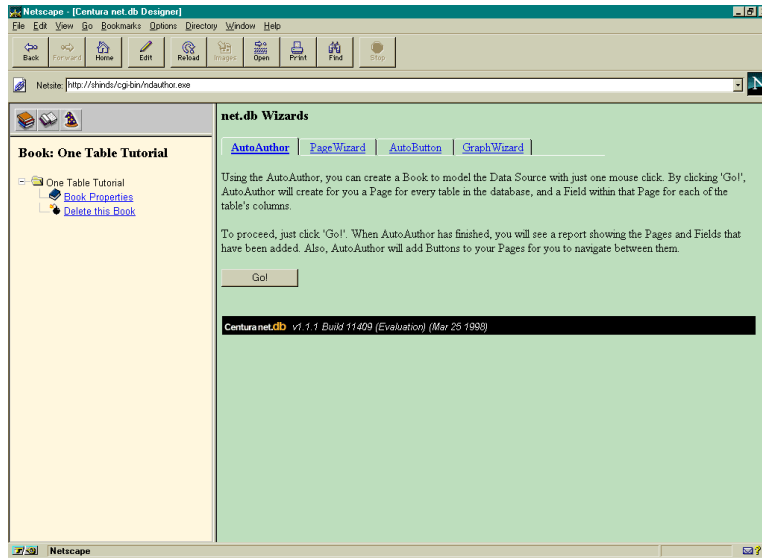 Netscape - [Centura net.db Designer]
File Edit View Go Bookmarks Options Directory Window Help
Back Forward Home Edit Reload Images Open Print Find Stop
Netsite: http://shinds/cgi-bin/ndauthor.exe
N
Book: One Table Tutorial
One Table Tutorial
Book Properties
Delete this Book
net.db Wizards
AutoAuthor PageWizard AutoButton GraphWizard
Using the AutoAuthor, you can create a Book to model the Data Source with just one mouse click. By clicking 'Go!',
AutoAuthor will create for you a Page for every table in the database, and a Field within that Page for each of the
table's columns.
To proceed, just click 'Go!'. When AutoAuthor has finished, you will see a report showing the Pages and Fields that
have been added. Also, AutoAuthor will add Buttons to your Pages for you to navigate between them.
Go!
Centura net.db v1.1.1 Build 11409 (Evaluation) (Mar 25 1998)
Netscape